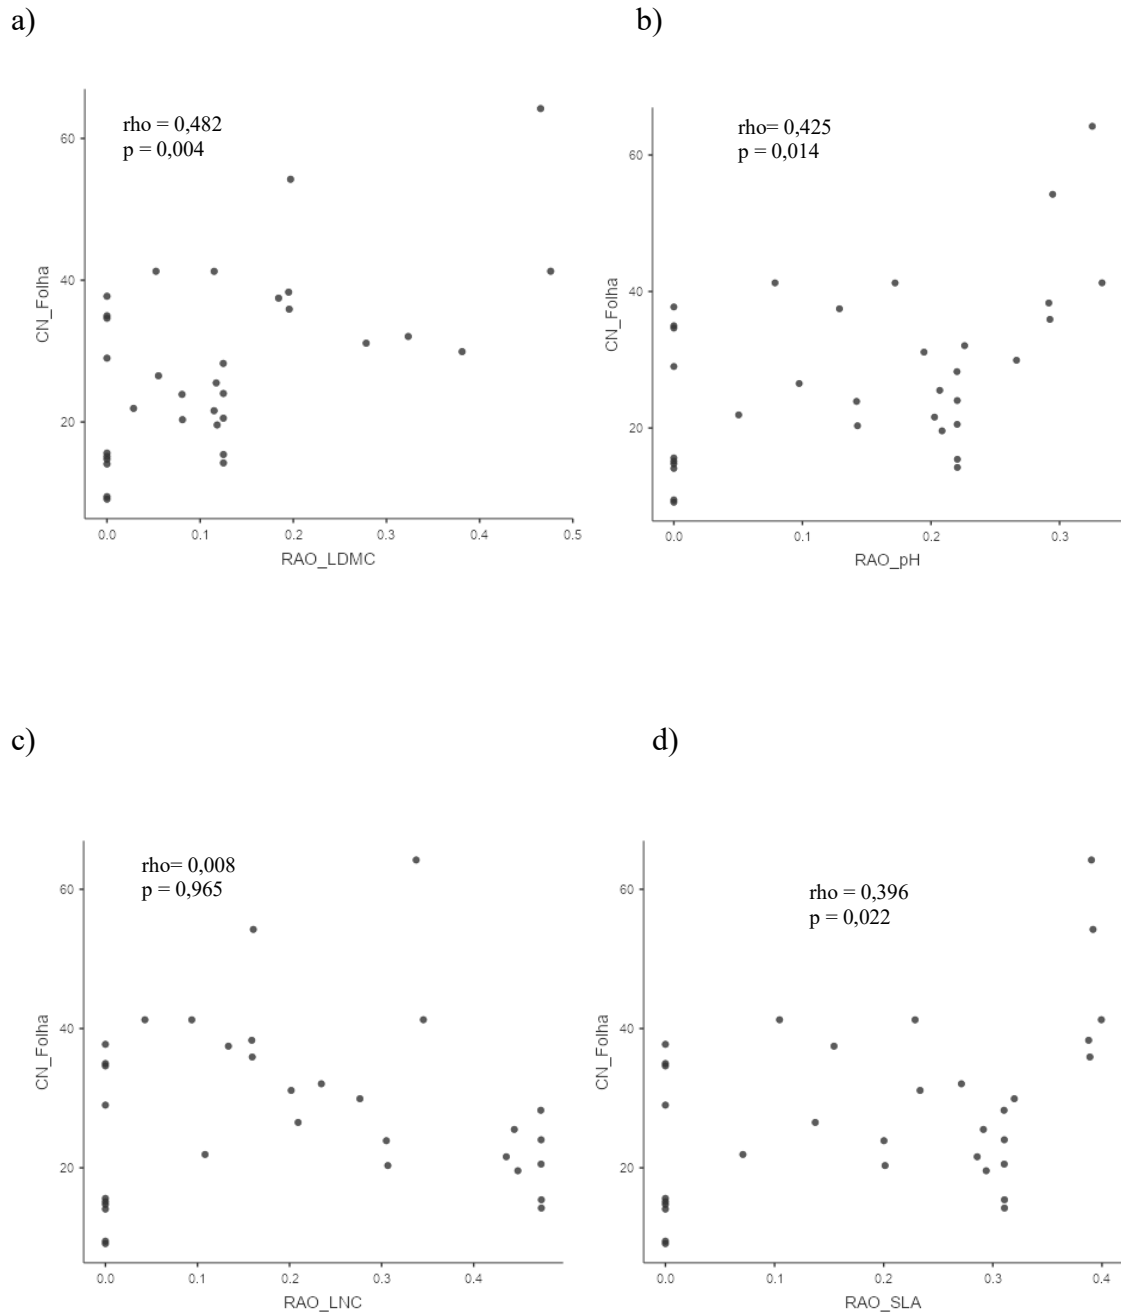 a)
b)
rho = 0,482
p = 0,004
60
40
20
CN_Folha
0.0 0.1 0.2 0.3 0.4 0.5
RAO_LDMC
rho= 0,425
p = 0,014
60
40
20
CN_Folha
0.0 0.1 0.2 0.3
RAO_pH
c)
d)
rho= 0,008
p = 0,965
60
40
20
CN_Folha
0.0 0.1 0.2 0.3 0.4
RAO_LNC
rho = 0,396
p = 0,022
60
40
20
CN_Folha
0.0 0.1 0.2 0.3 0.4
RAO_SLA